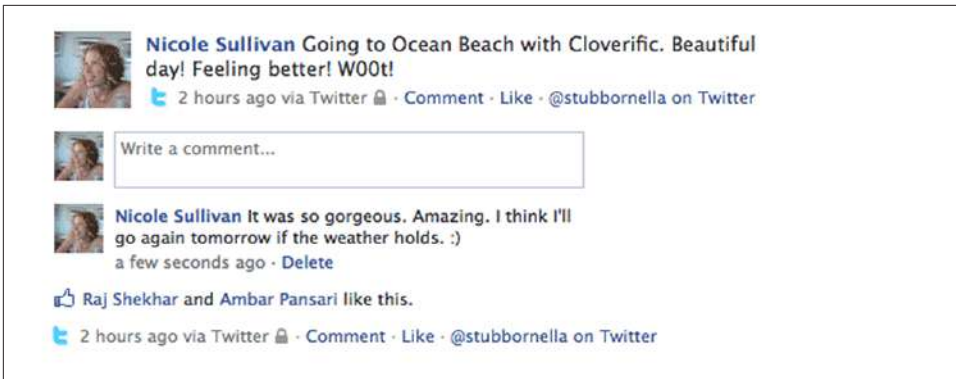 Nicole Sullivan Going to Ocean Beach with Cloverific. Beautiful
day! Feeling better! W00t!
2 hours ago via Twitter · Comment · Like · @stubbornella on Twitter
Write a comment...
Nicole Sullivan It was so gorgeous. Amazing. I think I'll
go again tomorrow if the weather holds. :)
a few seconds ago · Delete
Raj Shekhar and Ambar Pansari like this.
2 hours ago via Twitter · Comment · Like · @stubbornella on Twitter